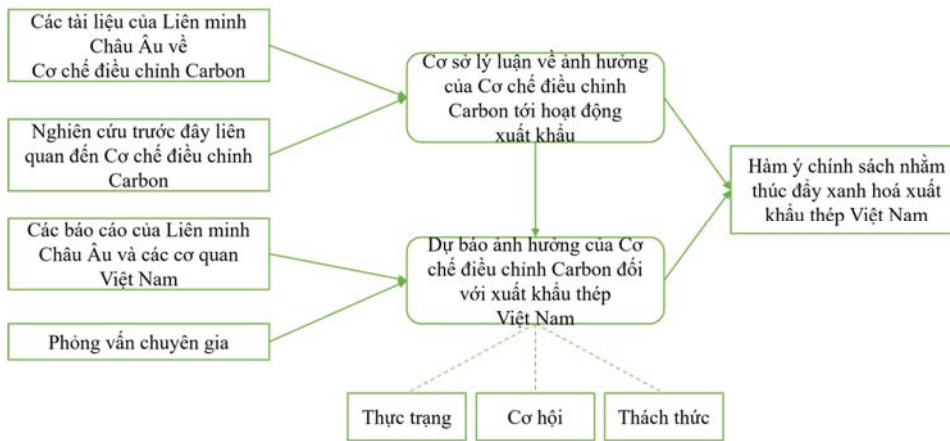 Các tài liệu của Liên minh
Châu Âu về
Cơ chế điều chỉnh Carbon
Nghiên cứu trước đây liên
quan đến Cơ chế điều chỉnh
Carbon
Các báo cáo của Liên minh
Châu Âu và các cơ quan
Việt Nam
Phỏng vấn chuyên gia
Cơ sở lý luận về ảnh hưởng
của Cơ chế điều chỉnh
Carbon tới hoạt động
xuất khẩu
Dự báo ảnh hưởng của Cơ
chế điều chỉnh Carbon đối
với xuất khẩu thép
Việt Nam
Thực trạng
Cơ hội
Thách thức
Hàm ý chính sách nhằm
thúc đẩy xanh hoá xuất
khẩu thép Việt Nam